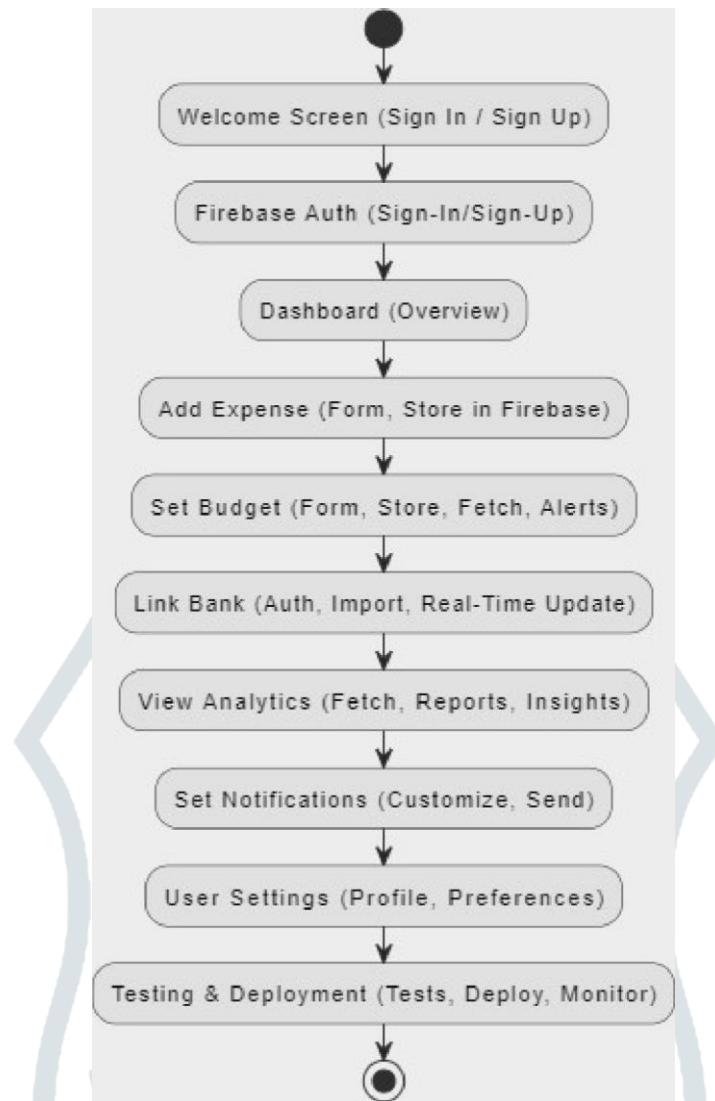 Welcome Screen (Sign In / Sign Up)
Firebase Auth (Sign-In/Sign-Up)
Dashboard (Overview)
Add Expense (Form, Store in Firebase)
Set Budget (Form, Store, Fetch, Alerts)
Link Bank (Auth, Import, Real-Time Update)
View Analytics (Fetch, Reports, Insights)
Set Notifications (Customize, Send)
User Settings (Profile, Preferences)
Testing & Deployment (Tests, Deploy, Monitor)